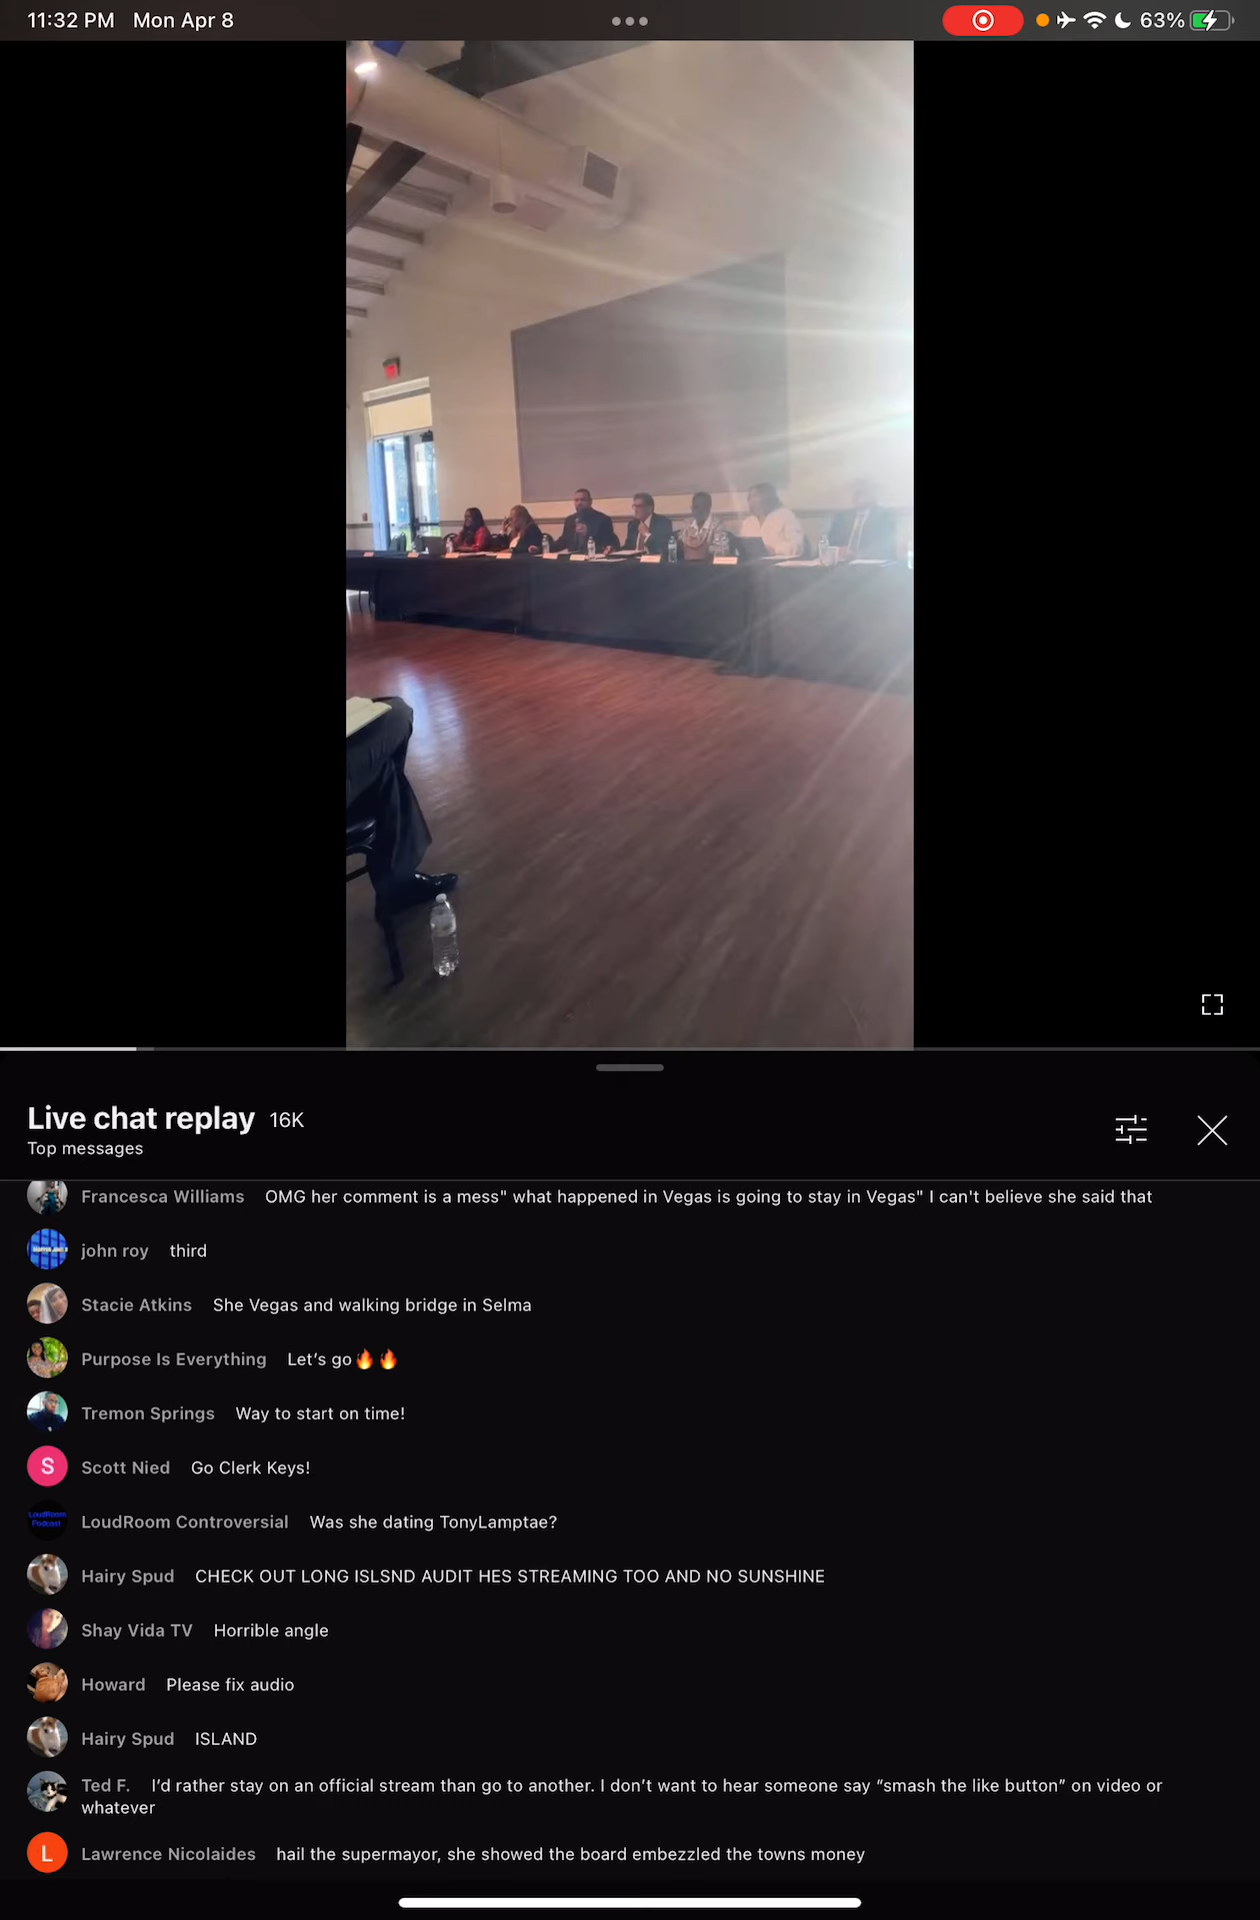 11:32 PM Mon Apr 8
63%
Live chat replay 16K
Top messages
Francesca Williams OMG her comment is a mess" what happened in Vegas is going to stay in Vegas" I can't believe she said that
john roy third
Stacie Atkins She Vegas and walking bridge in Selma
Purpose Is Everything Let’s go🔥🔥
Tremon Springs Way to start on time!
S Scott Nied Go Clerk Keys!
LoudRoom
Podcast
LoudRoom Controversial Was she dating TonyLamptae?
Hairy Spud CHECK OUT LONG ISLSND AUDIT HES STREAMING TOO AND NO SUNSHINE
Shay Vida TV Horrible angle
Howard Please fix audio
Hairy Spud ISLAND
Ted F. I’d rather stay on an official stream than go to another. I don’t want to hear someone say “smash the like button” on video or
whatever
L Lawrence Nicolaides hail the supermayor, she showed the board embezzled the towns money